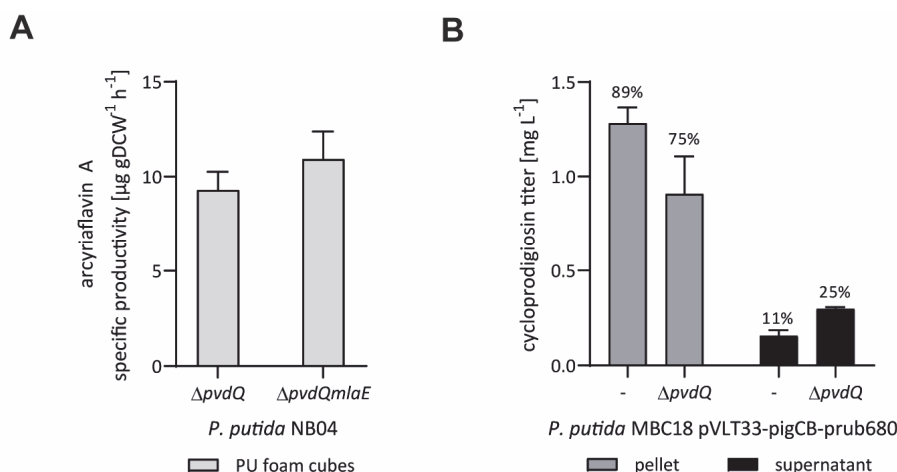 A
arcyriaflavin A
specific productivity [µg gDCW⁻¹ h⁻¹]
15
10
5
0
ΔpvdQ ΔpvdQmlaE
P. putida NB04
PU foam cubes
B
cycloprodigiosin titer [mg L⁻¹]
1.5
1.0
0.5
0.0
89%
75%
11%
25%
- ΔpvdQ - ΔpvdQ
P. putida MBC18 pVLT33-pigCB-prub680
pellet supernatant